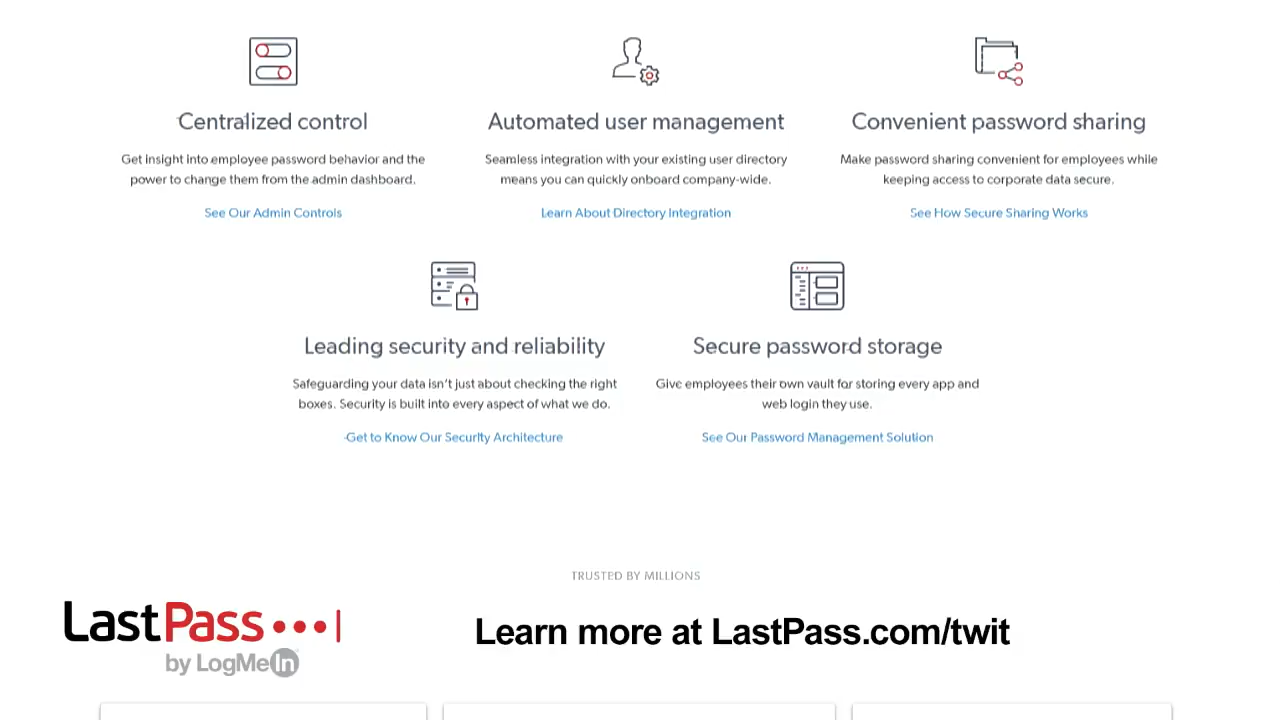 Centralized control
Automated user management
Convenient password sharing
Get insight into employee password behavior and the
power to change them from the admin dashboard.
Seamless integration with your existing user directory
means you can quickly onboard company-wide.
Make password sharing convenient for employees while
keeping access to corporate data secure.
See Our Admin Controls
Learn About Directory Integration
See How Secure Sharing Works
Leading security and reliability
Secure password storage
Safeguarding your data isn't just about checking the right
boxes. Security is built into every aspect of what we do.
Give employees their own vault for storing every app and
web login they use.
Get to Know Our Security Architecture
See Our Password Management Solution
TRUSTED BY MILLIONS
LastPass
by LogMeIn
Learn more at LastPass.com/twit